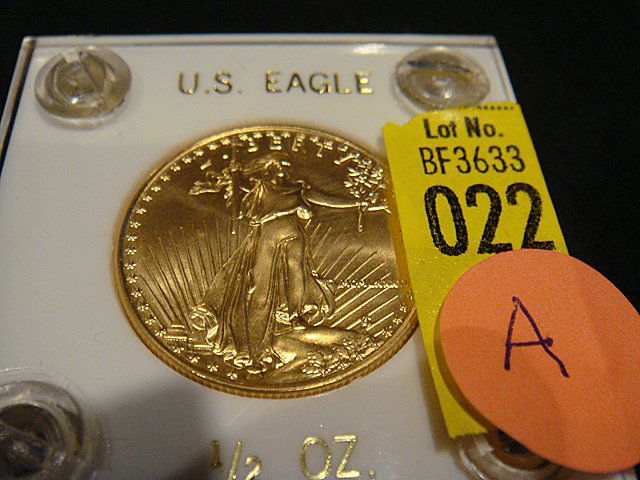 U.S. EAGLE
LIBERTY
Lot No.
BF3633
022
A
1/2 OZ.